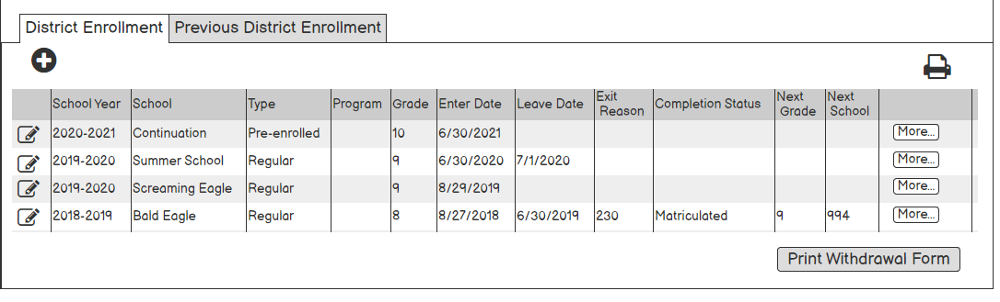 District Enrollment Previous District Enrollment
School Year School Type Program Grade Enter Date Leave Date Exit Reason Completion Status Next Grade Next School
2020-2021 Continuation Pre-enrolled 10 6/30/2021 More...
2019-2020 Summer School Regular 9 6/30/2020 7/1/2020 More...
2019-2020 Screaming Eagle Regular 9 8/29/2019 More...
2018-2019 Bald Eagle Regular 8 8/27/2018 6/30/2019 230 Matriculated 9 994 More...
Print Withdrawal Form